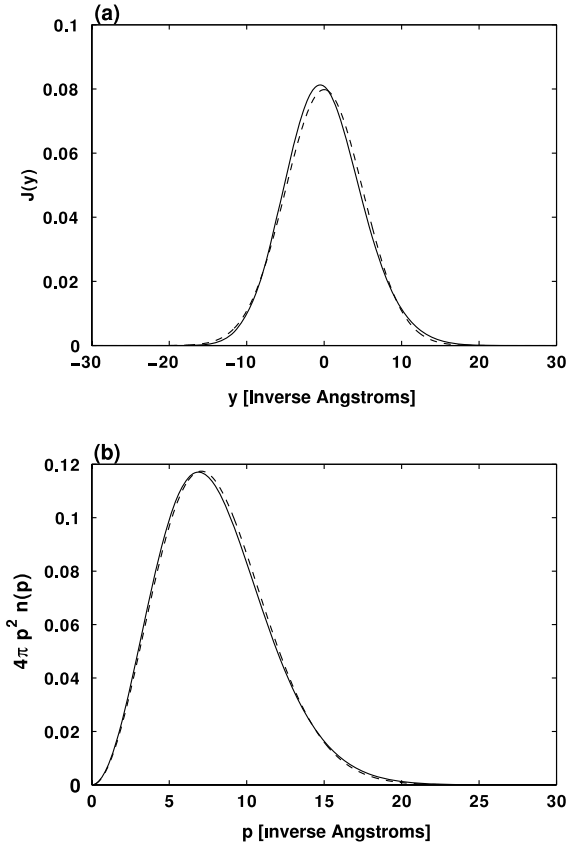 (a)
0.1
0.08
0.06
0.04
0.02
0
J(y)
−30 −20 −10 0 10 20 30
y [Inverse Angstroms]
(b)
0.12
0.1
0.08
0.06
0.04
0.02
0
4π p² n(p)
0 5 10 15 20 25 30
p [Inverse Angstroms]